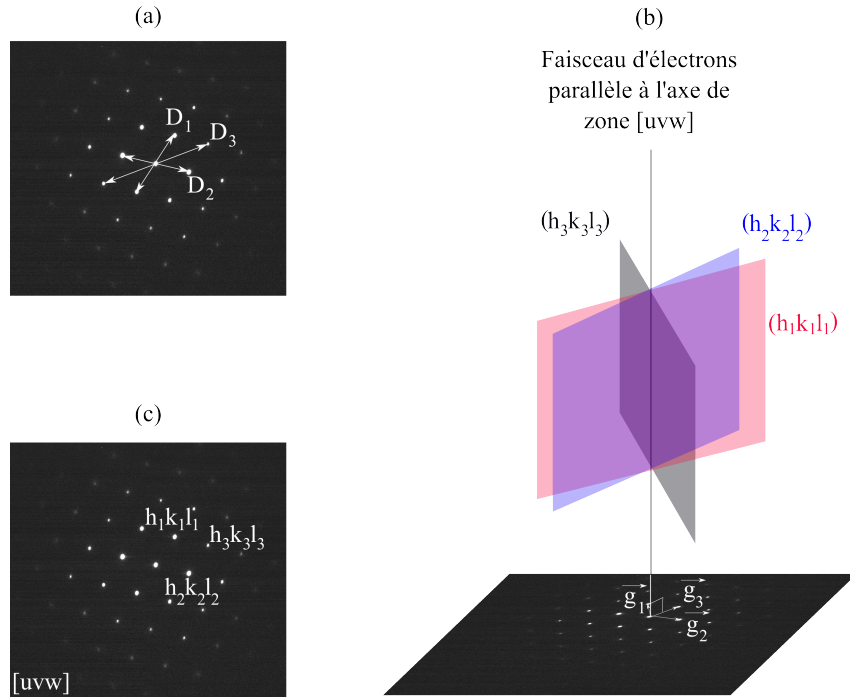 (a)
D1
D3
D2
(b)
Faisceau d'électrons
parallèle à l'axe de
zone [uvw]
(h3k3l3)
(h2k2l2)
(h1k1l1)
g1
g3
g2
(c)
h1k1l1
h3k3l3
h2k2l2
[uvw]